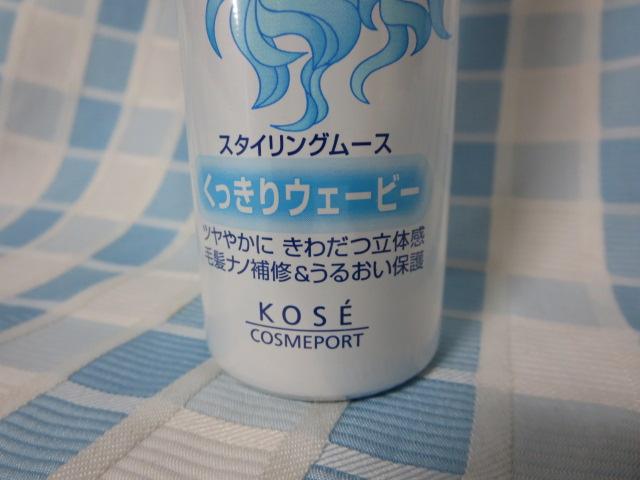 スタイリングムース
くっきりウェービー
ツヤやかに きわだつ立体感
毛髪ナノ補修&うるおい保護
KOSÉ
COSMEPORT